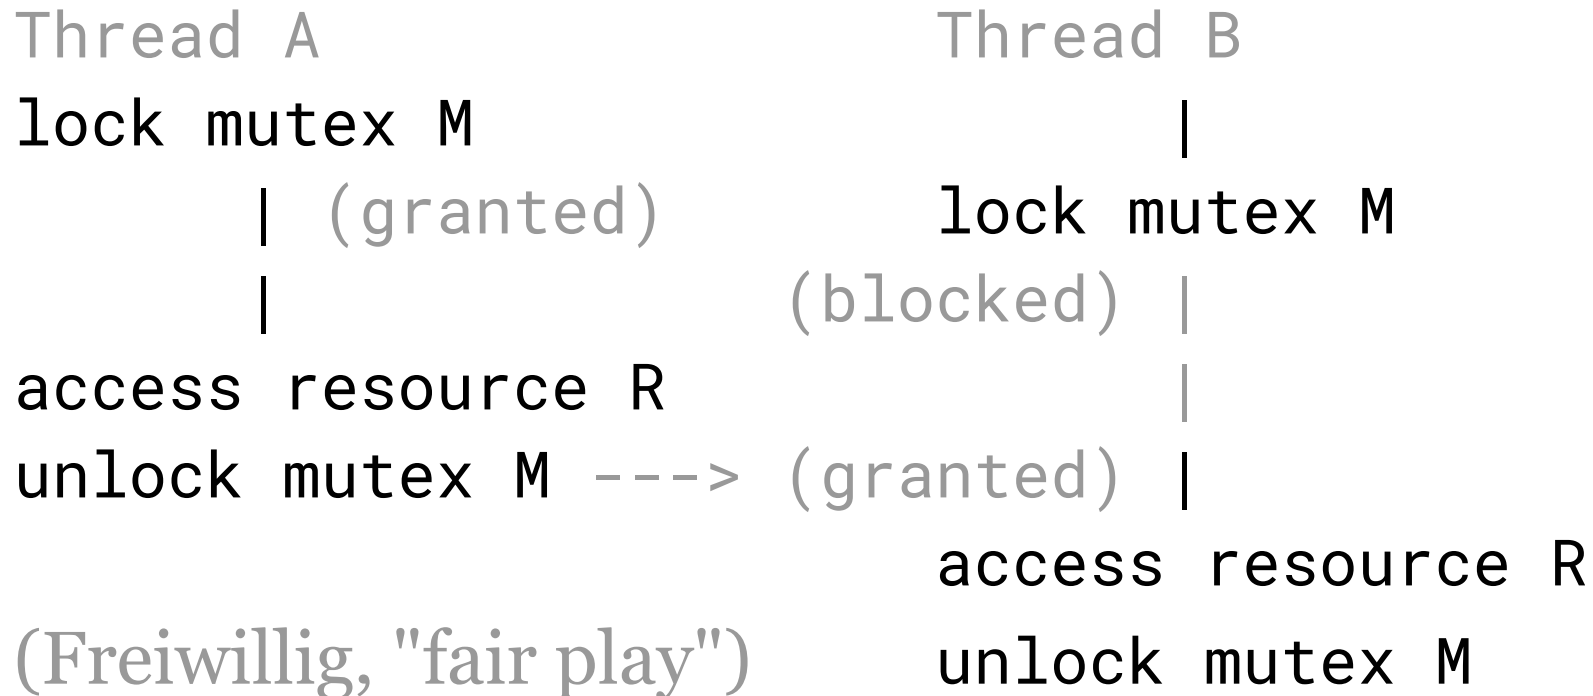 Thread A Thread B
lock mutex M |
| (granted) lock mutex M
| (blocked) |
access resource R |
unlock mutex M ---> (granted) |
access resource R
(Freiwillig, "fair play") unlock mutex M